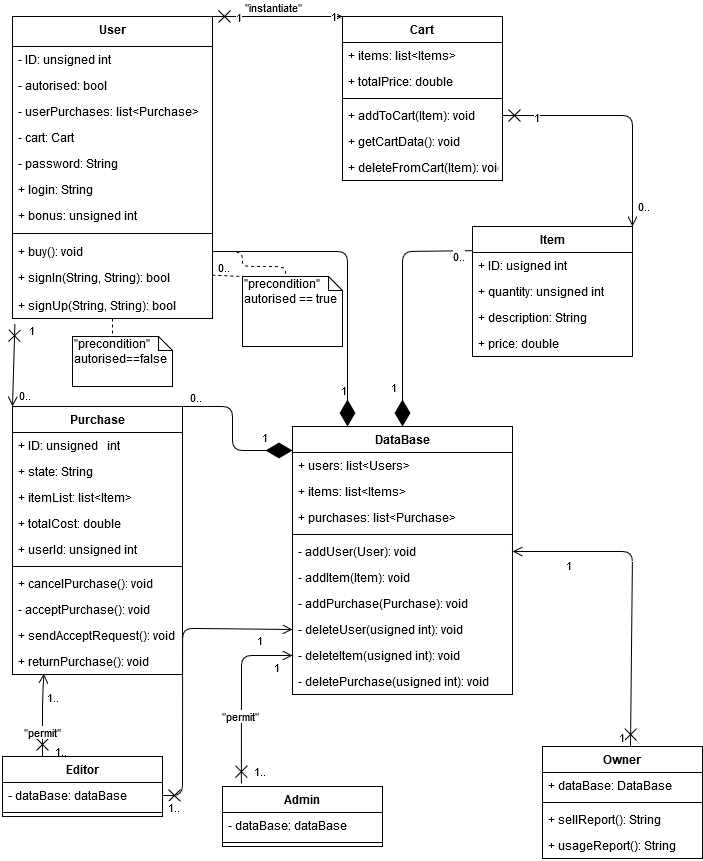 User
- ID: unsigned int
- autorised: bool
- userPurchases: list<Purchase>
- cart: Cart
- password: String
+ login: String
+ bonus: unsigned int
+ buy(): void
+ signIn(String, String): bool
+ signUp(String, String): bool
"instantiate"
1
1
Cart
+ items: list<Items>
+ totalPrice: double
+ addToCart(Item): void
+ getCartData(): void
+ deleteFromCart(Item): voi
1
0..
Item
+ ID: usigned int
+ quantity: unsigned int
+ description: String
+ price: double
0..
0..
"precondition"
autorised == true
"precondition"
autorised==false
1
0..
0..
1
1
1
Purchase
+ ID: unsigned int
+ state: String
+ itemList: list<Item>
+ totalCost: double
+ userId: unsigned int
+ cancelPurchase(): void
- acceptPurchase(): void
+ sendAcceptRequest(): void
+ returnPurchase(): void
DataBase
+ users: list<Users>
+ items: list<Items>
+ purchases: list<Purchase>
- addUser(User): void
- addItem(Item): void
- addPurchase(Purchase): void
- deleteUser(usigned int): void
- deleteItem(usigned int): void
- deletePurchase(usigned int): void
1
1
1
1..
"permit"
1..
"permit"
1..
1..
1
Editor
- dataBase: dataBase
Admin
- dataBase: dataBase
Owner
+ dataBase: DataBase
+ sellReport(): String
+ usageReport(): String